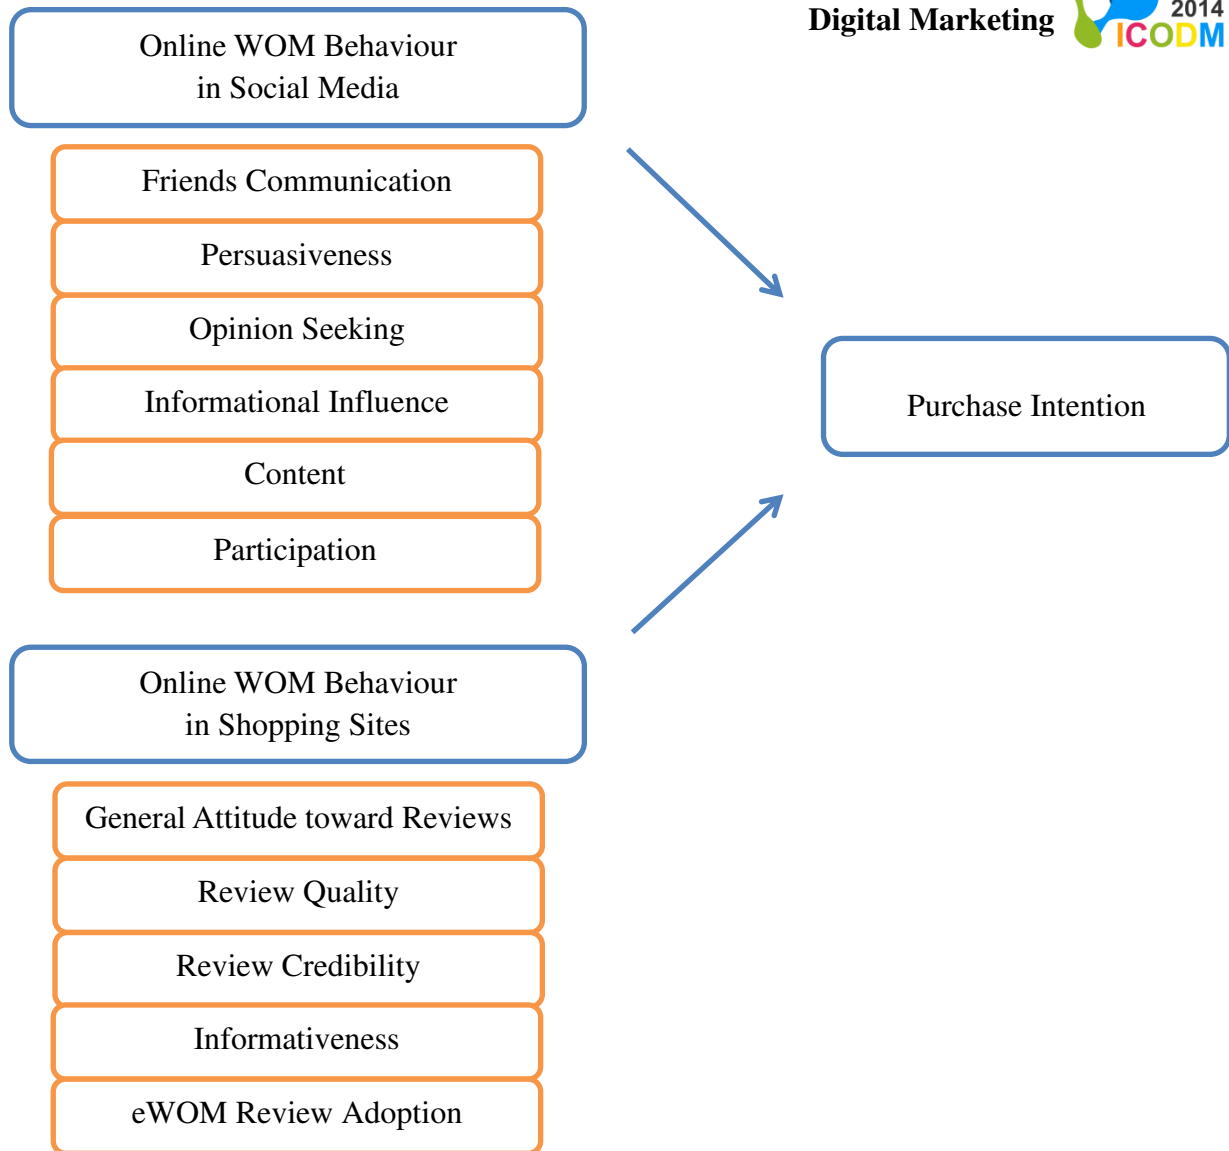 Digital Marketing
2014
ICODM
Online WOM Behaviour
in Social Media
Friends Communication
Persuasiveness
Opinion Seeking
Informational Influence
Content
Participation
Purchase Intention
Online WOM Behaviour
in Shopping Sites
General Attitude toward Reviews
Review Quality
Review Credibility
Informativeness
eWOM Review Adoption